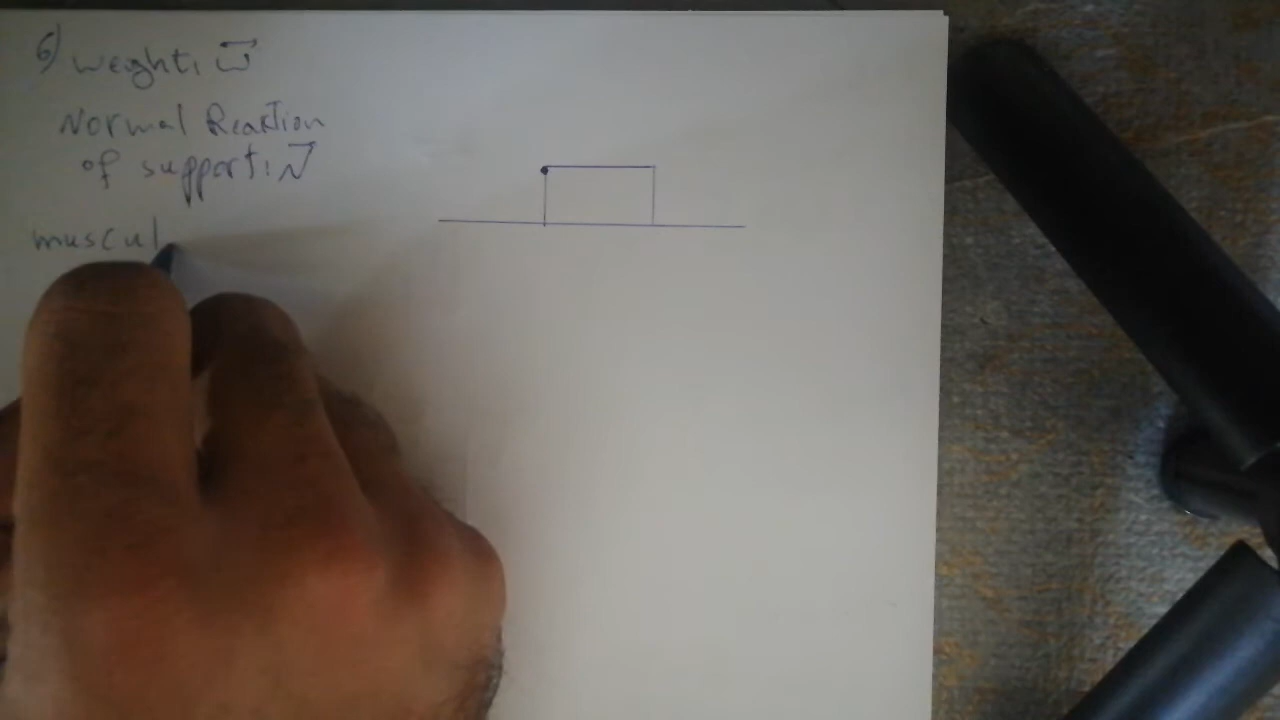 6) weight: w⃗
Normal Reaction
of support: N⃗
muscul